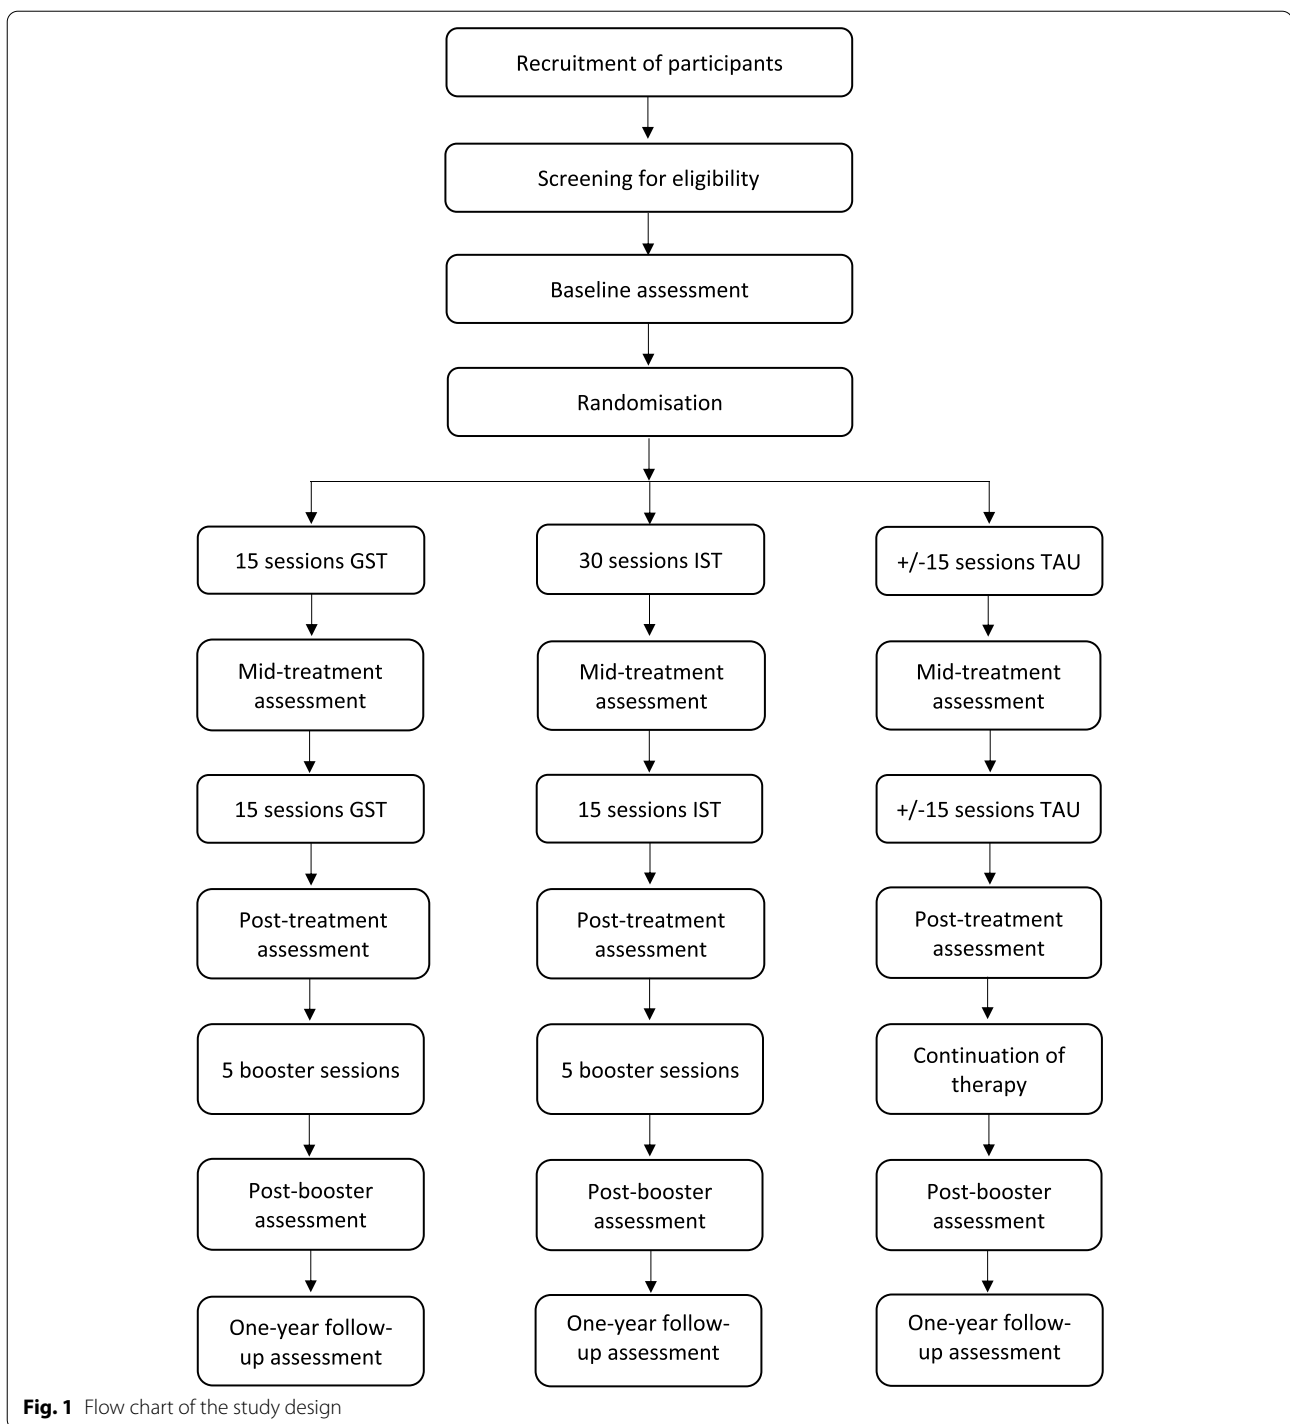 Recruitment of participants
Screening for eligibility
Baseline assessment
Randomisation
15 sessions GST
30 sessions IST
+/-15 sessions TAU
Mid-treatment
assessment
Mid-treatment
assessment
Mid-treatment
assessment
15 sessions GST
15 sessions IST
+/-15 sessions TAU
Post-treatment
assessment
Post-treatment
assessment
Post-treatment
assessment
5 booster sessions
5 booster sessions
Continuation of
therapy
Post-booster
assessment
Post-booster
assessment
Post-booster
assessment
One-year follow-
up assessment
One-year follow-
up assessment
One-year follow-
up assessment
Fig. 1 Flow chart of the study design